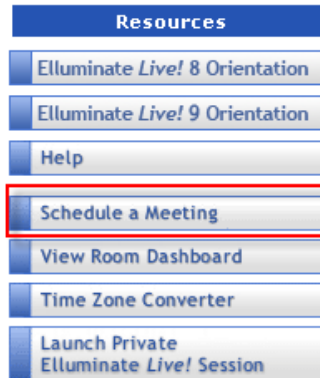 Resources
Elluminate Live! 8 Orientation
Elluminate Live! 9 Orientation
Help
Schedule a Meeting
View Room Dashboard
Time Zone Converter
Launch Private
Elluminate Live! Session